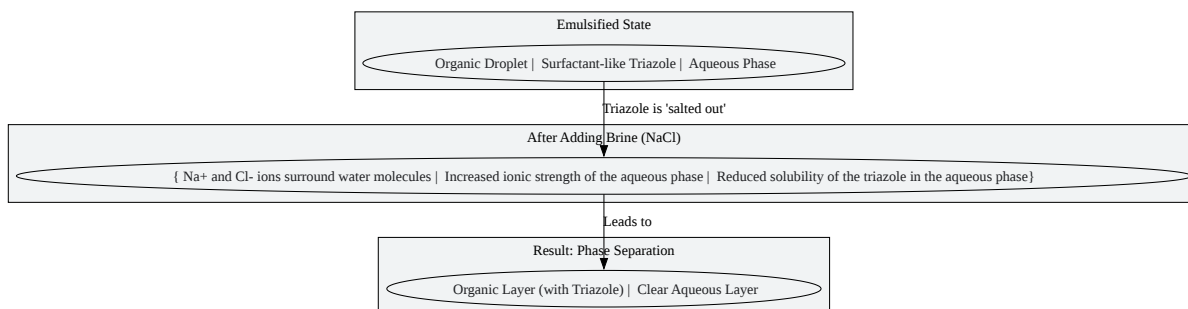 Emulsified State
Organic Droplet | Surfactant-like Triazole | Aqueous Phase
Triazole is 'salted out'
After Adding Brine (NaCl)
{ Na+ and Cl- ions surround water molecules | Increased ionic strength of the aqueous phase | Reduced solubility of the triazole in the aqueous phase}
Leads to
Result: Phase Separation
Organic Layer (with Triazole) | Clear Aqueous Layer